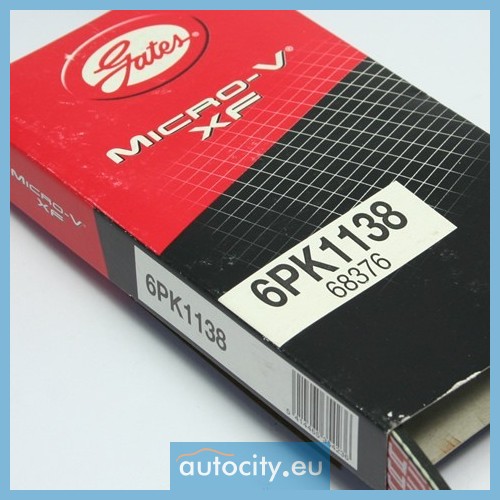 Gates
MICRO-V®
XF
6PK1138
68376
MICRO-V®
XF
6PK1138
autocity.eu